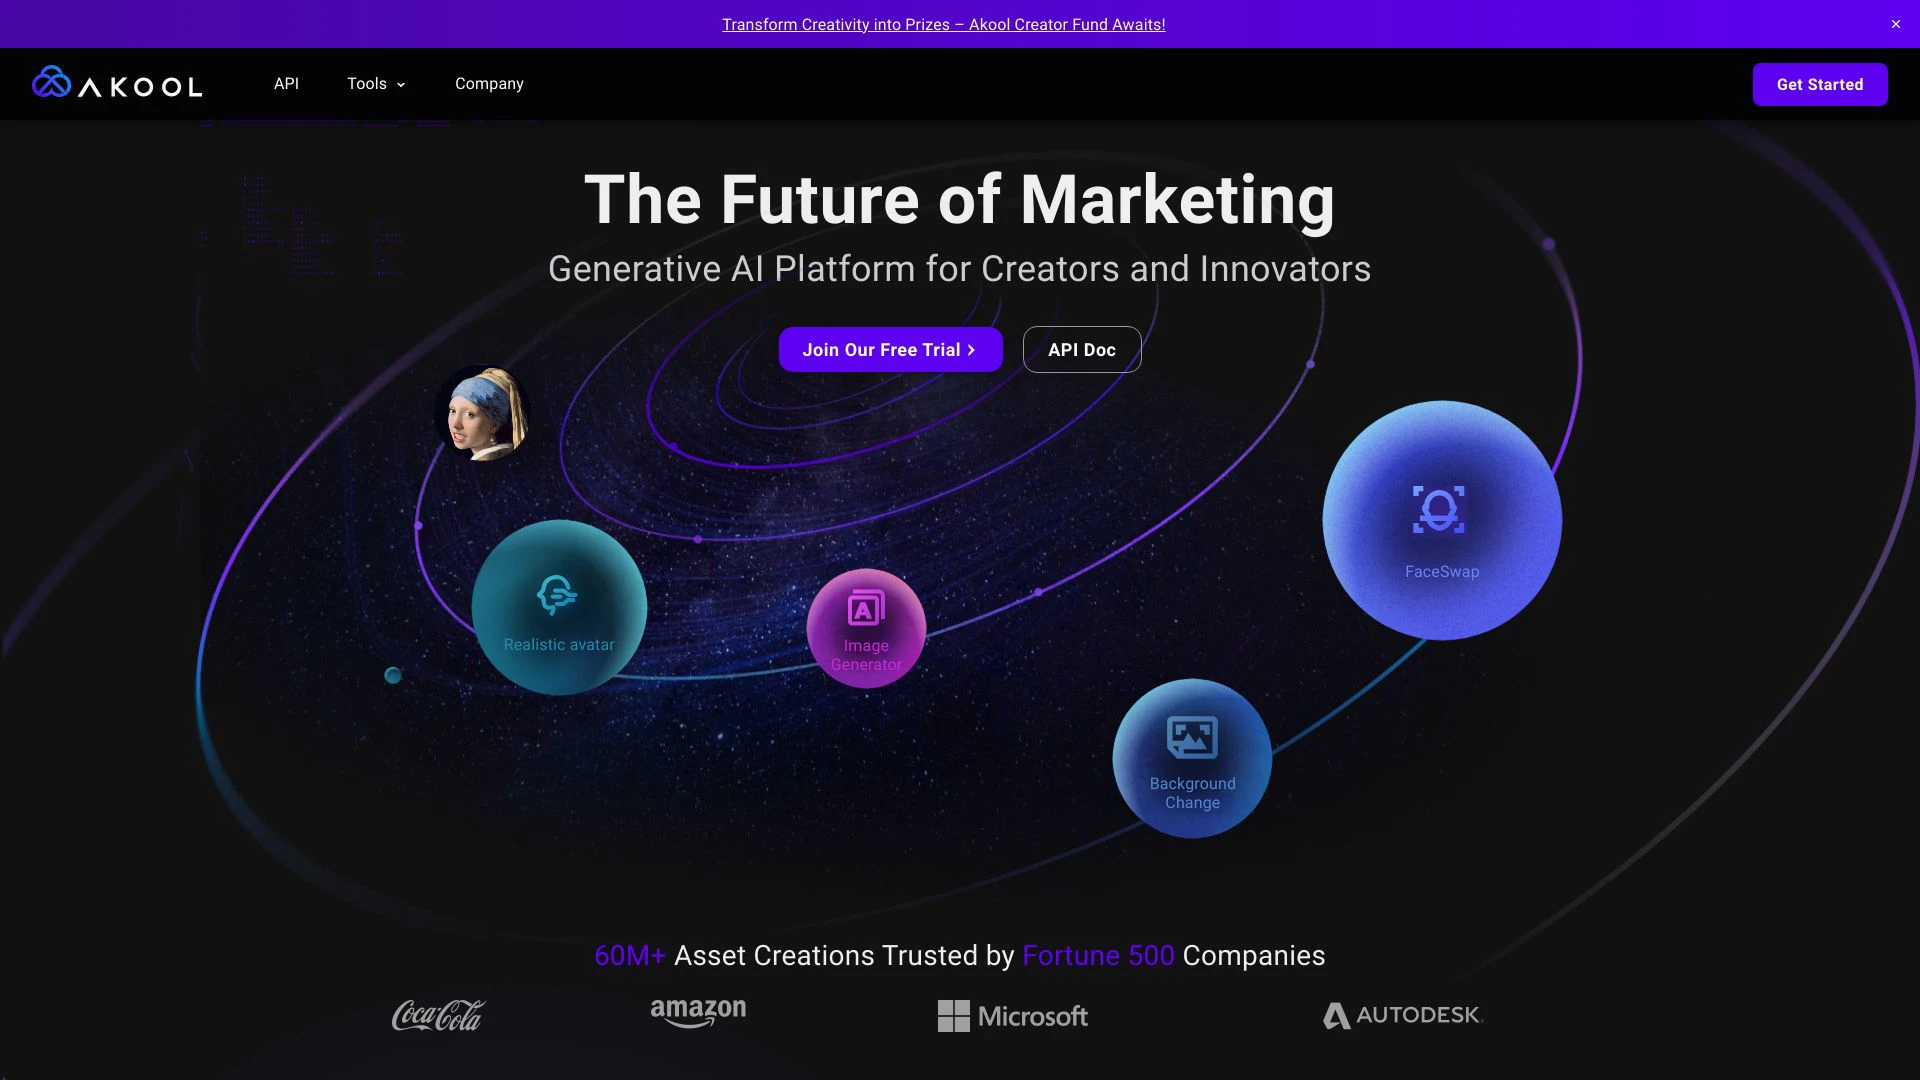 Transform Creativity into Prizes – Akool Creator Fund Awaits!
AKOOL
API
Tools
Company
Get Started
The Future of Marketing
Generative AI Platform for Creators and Innovators
Join Our Free Trial
API Doc
FaceSwap
Realistic avatar
Image
Generator
Background
Change
60M+ Asset Creations Trusted by Fortune 500 Companies
Coca-Cola
amazon
Microsoft
AUTODESK